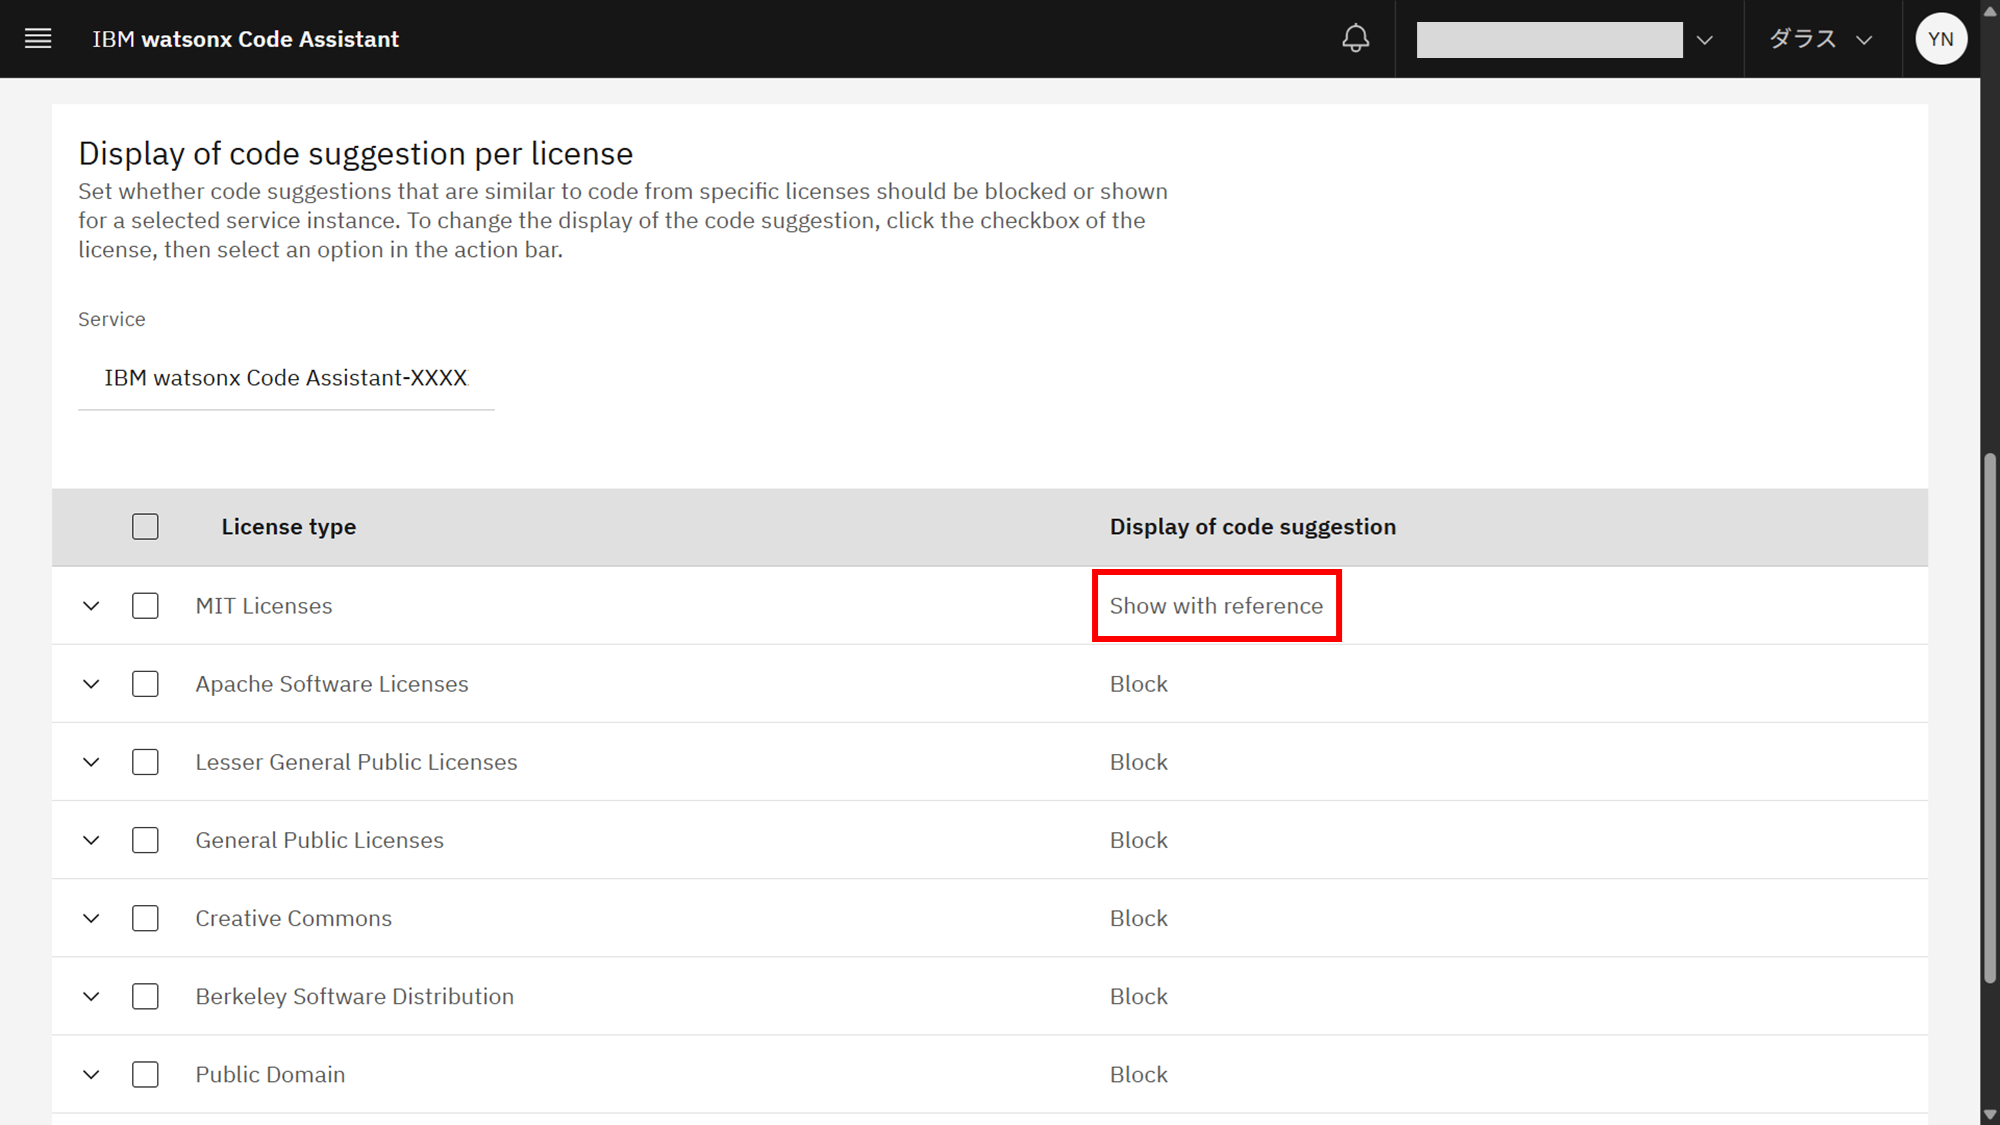 IBM watsonx Code Assistant
ダラス
YN
Display of code suggestion per license
Set whether code suggestions that are similar to code from specific licenses should be blocked or shown
for a selected service instance. To change the display of the code suggestion, click the checkbox of the
license, then select an option in the action bar.
Service
IBM watsonx Code Assistant-XXXX
License type Display of code suggestion
MIT Licenses Show with reference
Apache Software Licenses Block
Lesser General Public Licenses Block
General Public Licenses Block
Creative Commons Block
Berkeley Software Distribution Block
Public Domain Block